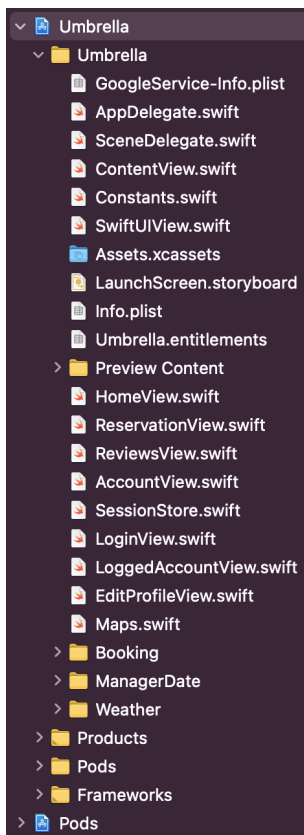 Umbrella
Umbrella
GoogleService-Info.plist
AppDelegate.swift
SceneDelegate.swift
ContentView.swift
Constants.swift
SwiftUIView.swift
Assets.xcassets
LaunchScreen.storyboard
Info.plist
Umbrella.entitlements
Preview Content
HomeView.swift
ReservationView.swift
ReviewsView.swift
AccountView.swift
SessionStore.swift
LoginView.swift
LoggedAccountView.swift
EditProfileView.swift
Maps.swift
Booking
ManagerDate
Weather
Products
Pods
Frameworks
Pods